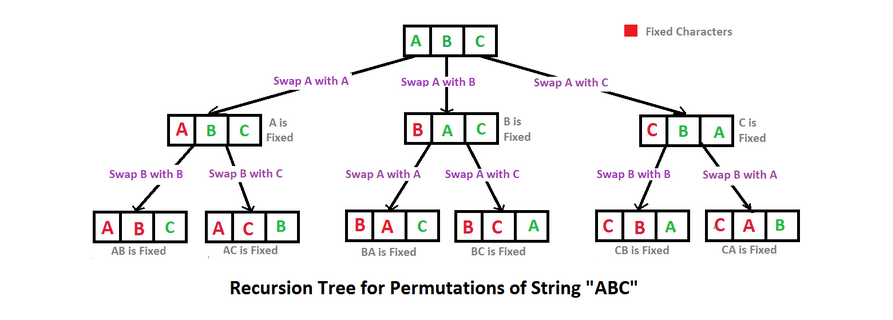 A B C
Fixed Characters
Swap A with A
Swap A with B
Swap A with C
A B C
A is
Fixed
B A C
B is
Fixed
C B A
C is
Fixed
Swap B with B
Swap B with C
Swap A with A
Swap A with C
Swap B with B
Swap B with A
A B C
A C B
B A C
B C A
C B A
C A B
AB is Fixed
AC is Fixed
BA is Fixed
BC is Fixed
CB is Fixed
CA is Fixed
Recursion Tree for Permutations of String "ABC"